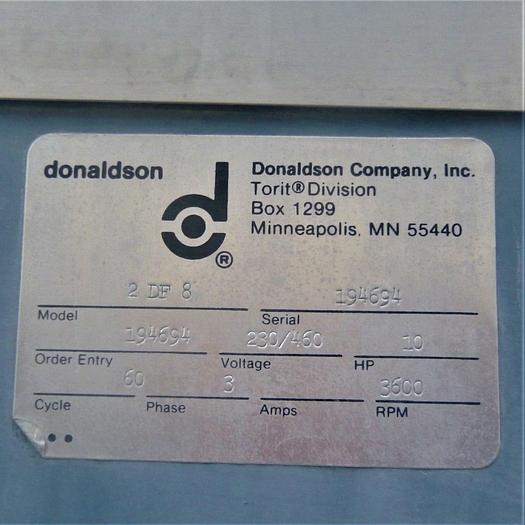 donaldson
d
®
Donaldson Company, Inc.
Torit® Division
Box 1299
Minneapolis, MN 55440
2 DF 8
194694
Model
Serial
194694
230/460
10
Order Entry
Voltage
HP
60
3
3600
Cycle
Phase
Amps
RPM